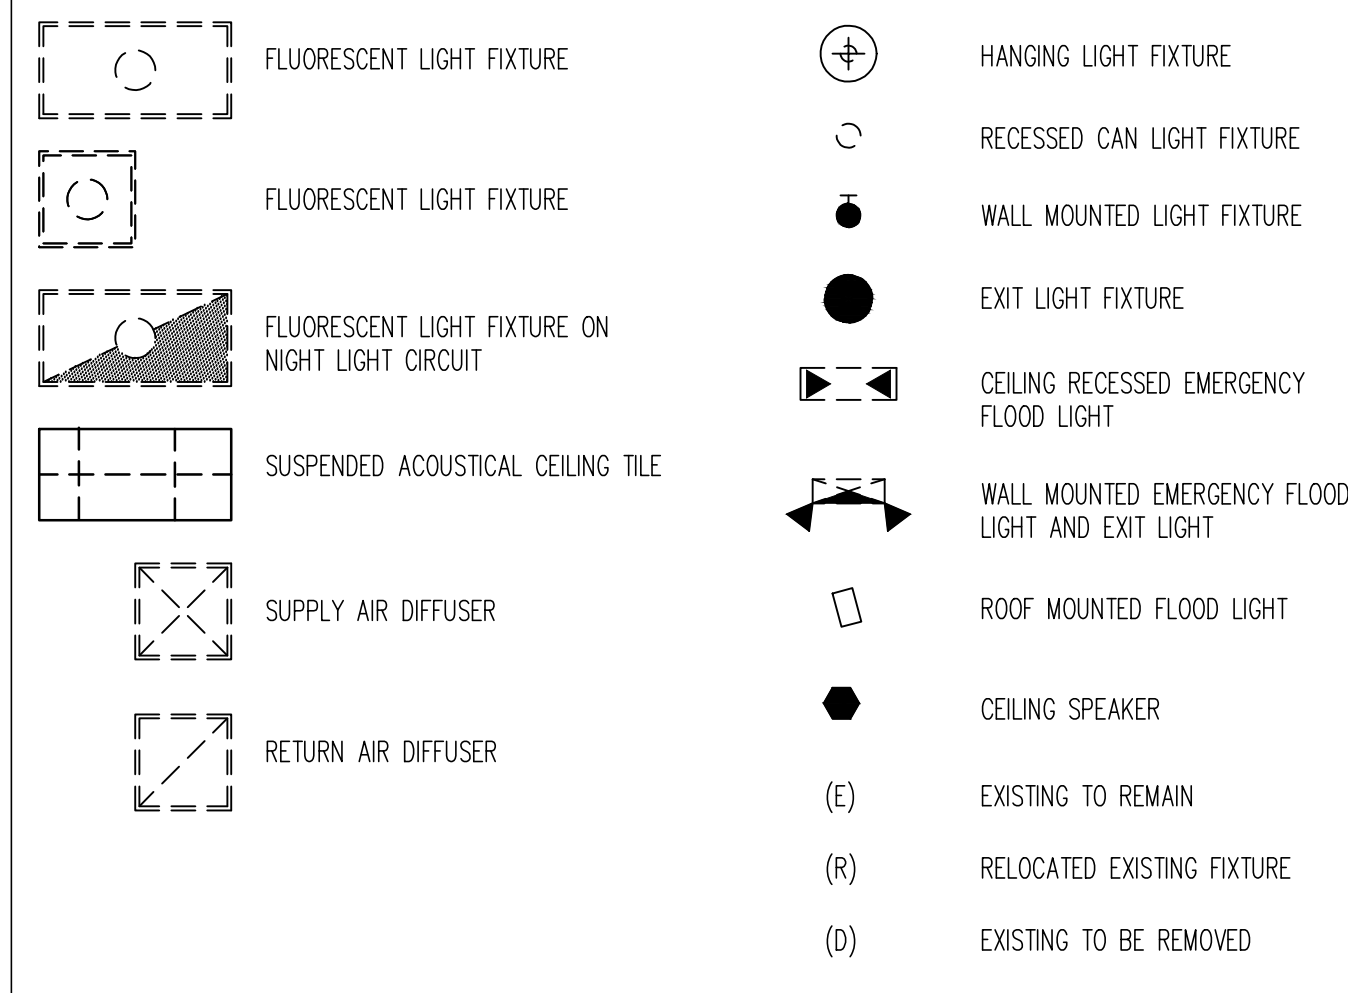 FLUORESCENT LIGHT FIXTURE
FLUORESCENT LIGHT FIXTURE
FLUORESCENT LIGHT FIXTURE ON
NIGHT LIGHT CIRCUIT
SUSPENDED ACOUSTICAL CEILING TILE
SUPPLY AIR DIFFUSER
RETURN AIR DIFFUSER
HANGING LIGHT FIXTURE
RECESSED CAN LIGHT FIXTURE
WALL MOUNTED LIGHT FIXTURE
EXIT LIGHT FIXTURE
CEILING RECESSED EMERGENCY
FLOOD LIGHT
WALL MOUNTED EMERGENCY FLOOD
LIGHT AND EXIT LIGHT
ROOF MOUNTED FLOOD LIGHT
CEILING SPEAKER
(E) EXISTING TO REMAIN
(R) RELOCATED EXISTING FIXTURE
(D) EXISTING TO BE REMOVED